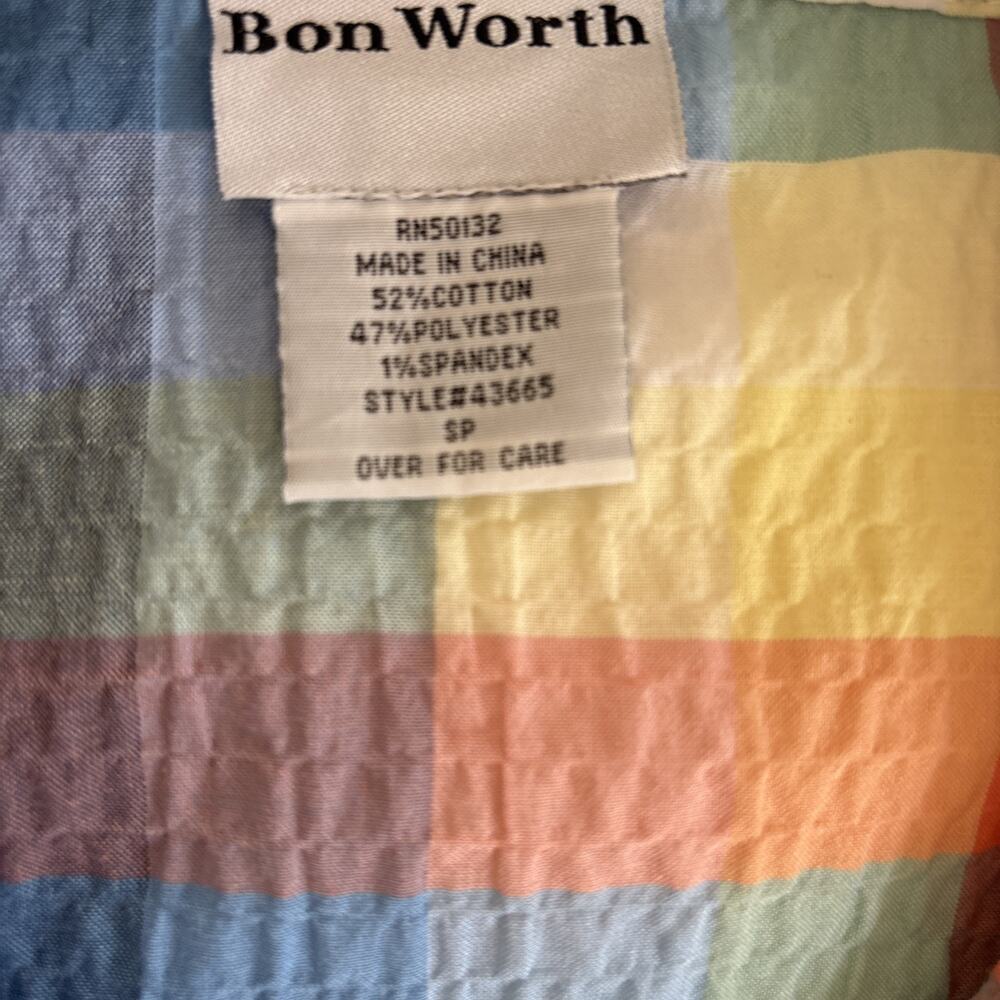 Bon Worth
RN50132
MADE IN CHINA
52%COTTON
47%POLYESTER
1%SPANDEX
STYLE#43665
SP
OVER FOR CARE